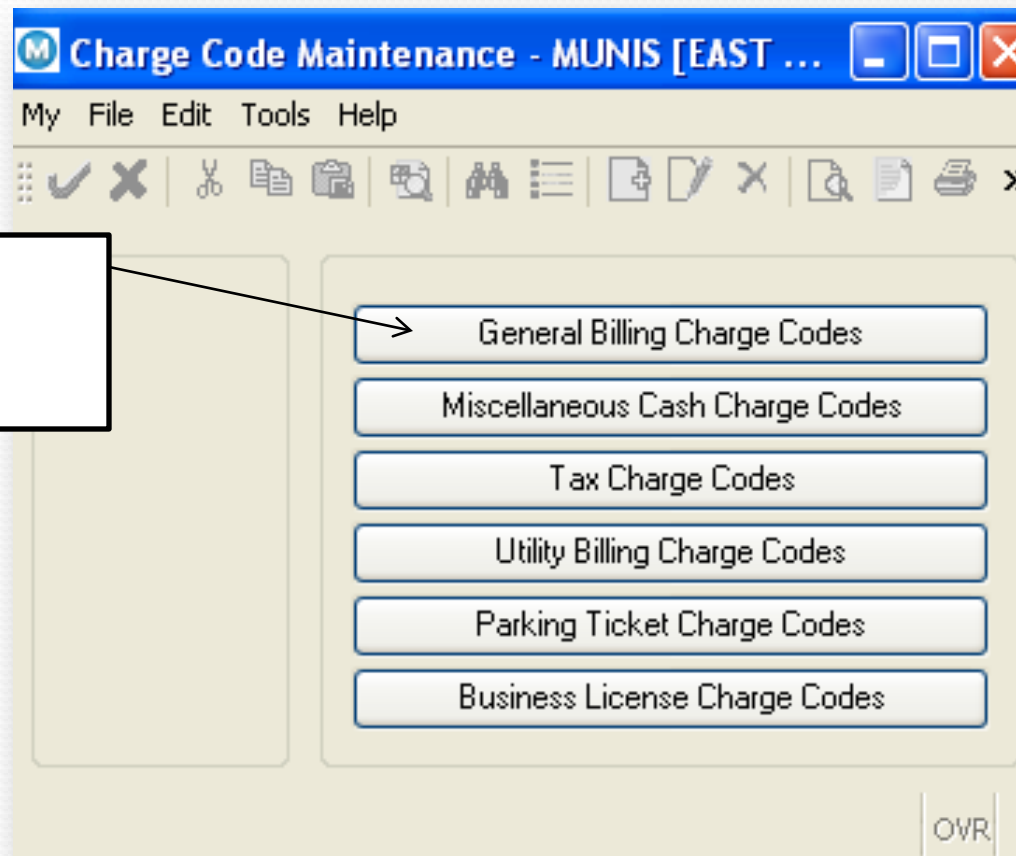 M Charge Code Maintenance - MUNIS [EAST ...
My File Edit Tools Help
General Billing Charge Codes
Miscellaneous Cash Charge Codes
Tax Charge Codes
Utility Billing Charge Codes
Parking Ticket Charge Codes
Business License Charge Codes
OVR